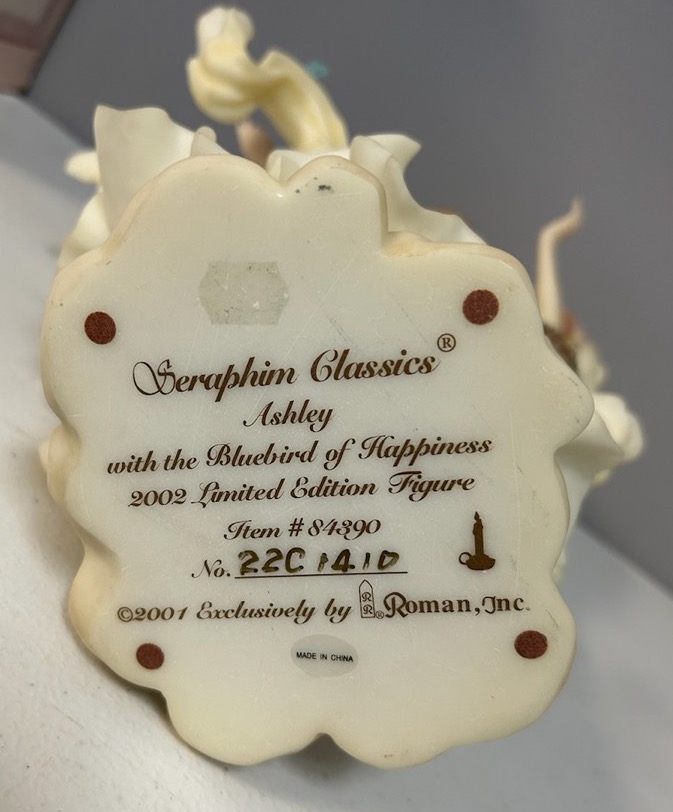 Seraphim Classics®
Ashley
with the Bluebird of Happiness
2002 Limited Edition Figure
Item # 84390
No. 22C 1410
©2001 Exclusively by RR® Roman, Inc.
MADE IN CHINA